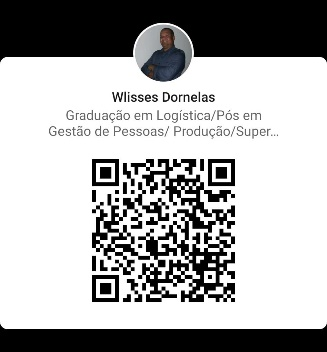 Wlisses Dornelas
Graduação em Logística/Pós em
Gestão de Pessoas/ Produção/Super...